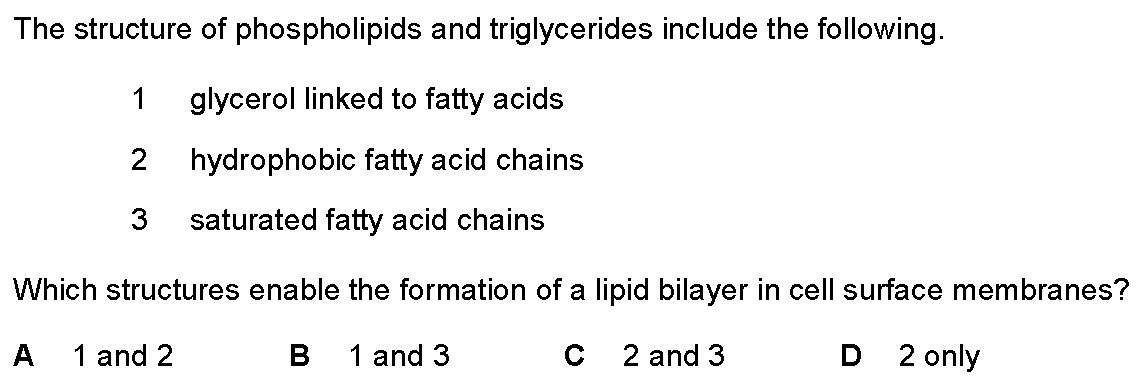 The structure of phospholipids and triglycerides include the following.
1 glycerol linked to fatty acids
2 hydrophobic fatty acid chains
3 saturated fatty acid chains
Which structures enable the formation of a lipid bilayer in cell surface membranes?
A 1 and 2 B 1 and 3 C 2 and 3 D 2 only